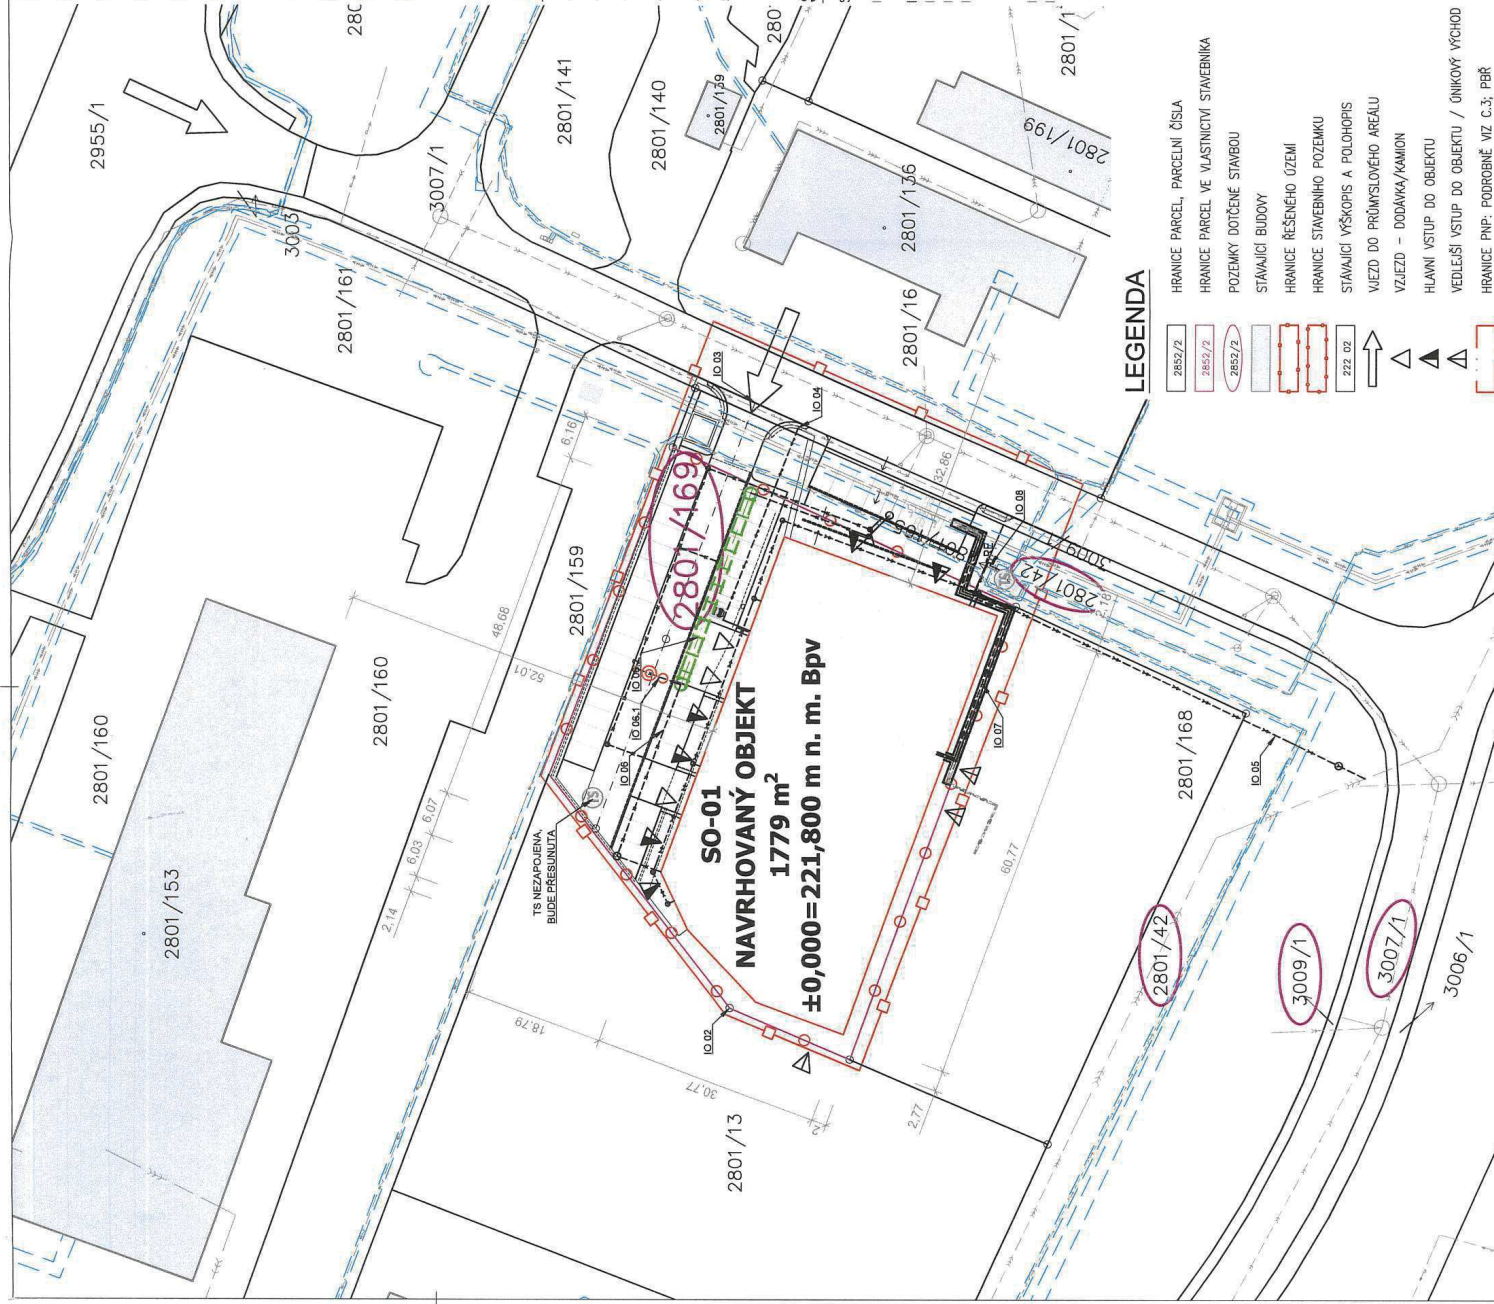 2955/1
2801/141
2801/140
2801/139
2801/199
2801/136
2801/16
3007/1
3003
2801/161
2801/159
2801/160
2801/160
2801/153
2801/169
IO 03
IO 04
6,16
32,86
48,68
52,01
IO 08
3009/1
2801/42
2,18
IO 06.1
IO 06
TS NEZAPOJENA,
BUDE PŘESUNUTA
TS
TS
6,07
6,03
2,14
SO-01
NAVRHOVANÝ OBJEKT
1779 m²
±0,000=221,800 m n. m. Bpv
IO 07
IO 05
2801/168
60,77
18,79
IO 02
30,77
2
2,77
2801/13
2801/42
3009/1
3007/1
3006/1
LEGENDA
2852/2 HRANICE PARCEL, PARCELNÍ ČÍSLA
2852/2 HRANICE PARCEL VE VLASTNICTVÍ STAVEBNÍKA
2852/2 POZEMKY DOTČENÉ STAVBOU
STÁVAJÍCÍ BUDOVY
HRANICE ŘEŠENÉHO ÚZEMÍ
HRANICE STAVEBNÍHO POZEMKU
222 02 STÁVAJÍCÍ VÝŠKOPIS A POLOHOPIS
VJEZD DO PRŮMYSLOVÉHO AREÁLU
VZJEZD - DODÁVKA/KAMION
HLAVNÍ VSTUP DO OBJEKTU
VEDLEJŠÍ VSTUP DO OBJEKTU / ÚNIKOVÝ VÝCHOD
HRANICE PNP: PODROBNĚ VIZ C.3; PBŘ